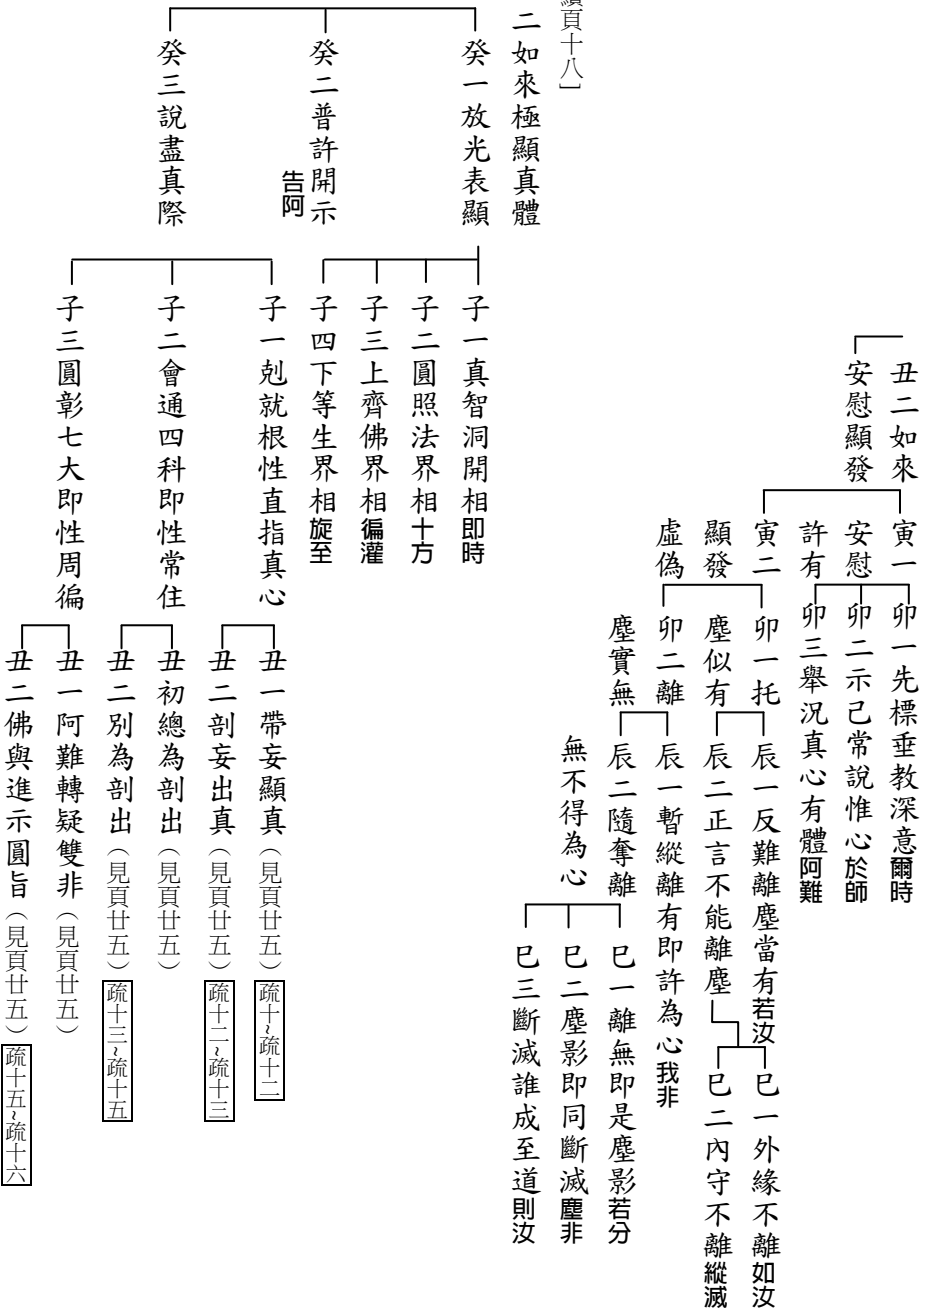 丑二如來
安慰顯發
寅一
安慰
許有
寅二
顯發
虛偽
卯一先標垂教深意爾時
卯二示己常說惟心於師
卯三舉況真心有體阿難
卯一托
塵似有
卯二離
塵實無
辰一反難離塵當有若汝
辰二正言不能離塵
巳一外緣不離如汝
巳二內守不離縱滅
辰一暫縱離有即許為心我非
辰二隨奪離
無不得為心
巳一離無即是塵影若分
巳二塵影即同斷滅塵非
巳三斷滅誰成至道則汝
頁十八]
二如來極顯真體
癸一放光表顯
癸二普許開示
告阿
癸三說盡真際
子一真智洞開相即時
子二圓照法界相十方
子三上齊佛界相徧灌
子四下等生界相旋至
子一剋就根性直指真心
子二會通四科即性常住
子三圓彰七大即性周徧
丑一帶妄顯真(見頁廿五)疏十~疏十二
丑二剖妄出真(見頁廿五)疏十二~疏十三
丑初總為剖出(見頁廿五)
丑二別為剖出(見頁廿五)疏十三~疏十五
丑一阿難轉疑雙非(見頁廿五)
丑二佛與進示圓旨(見頁廿五)疏十五~疏十六